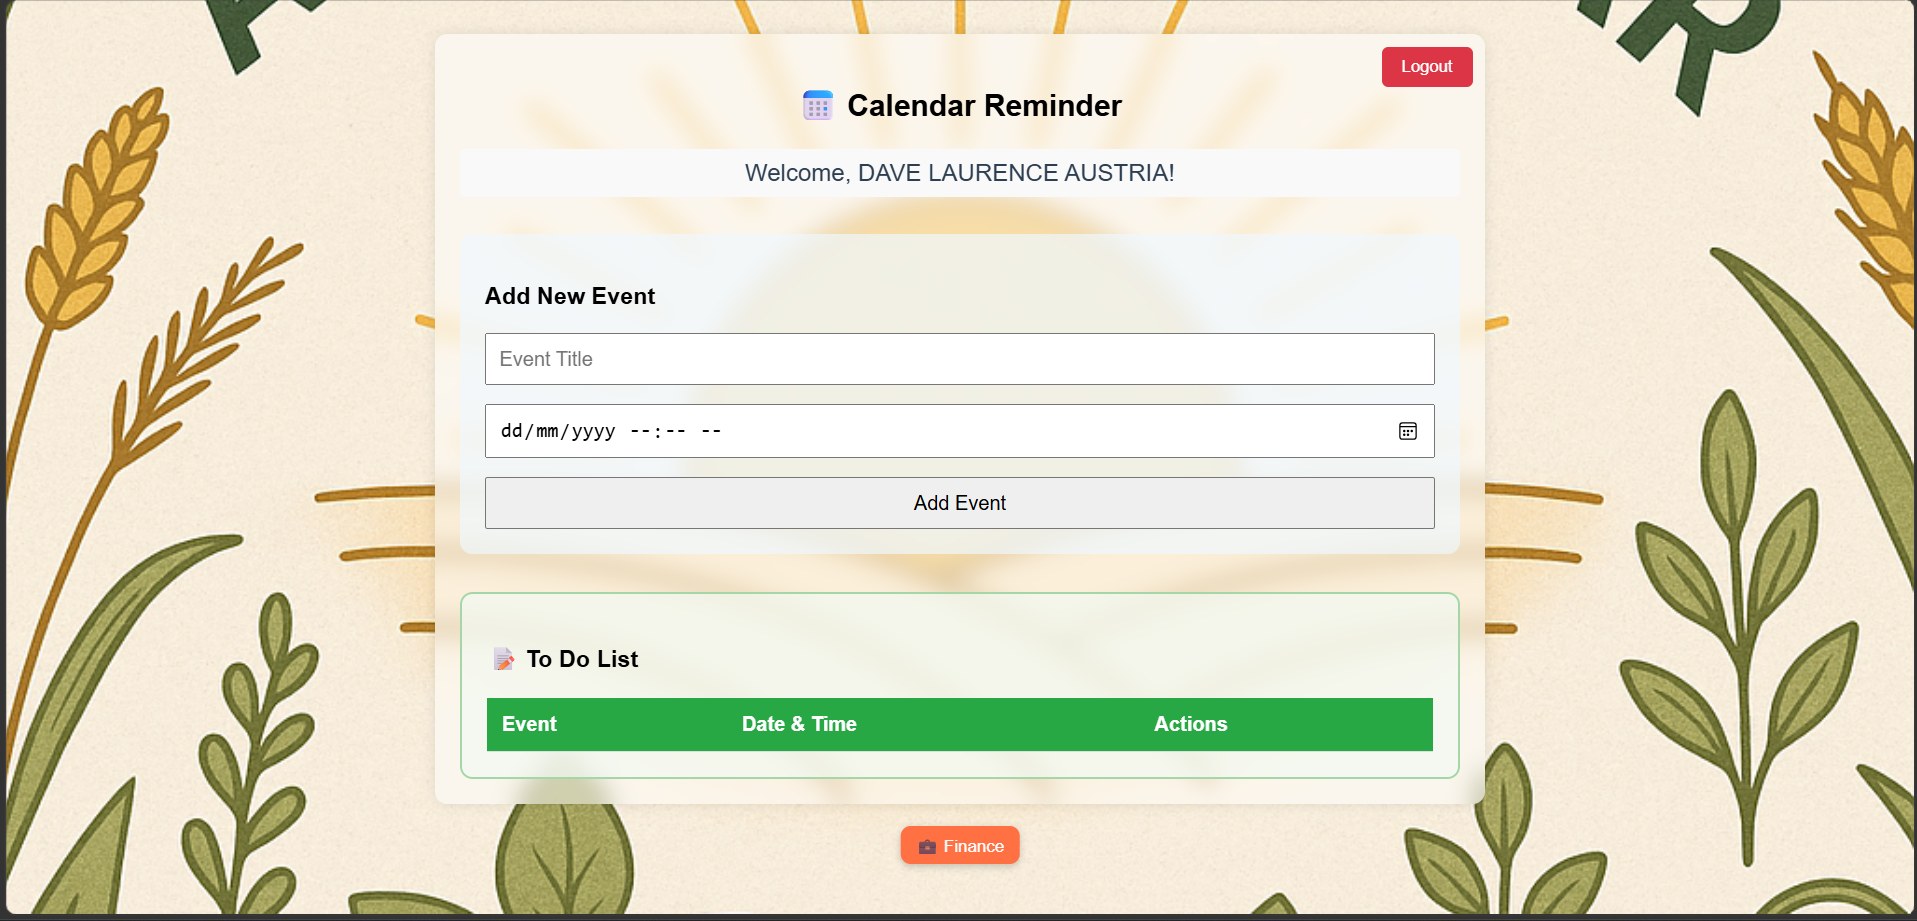 Logout
Calendar Reminder
Welcome, DAVE LAURENCE AUSTRIA!
Add New Event
Event Title
dd/mm/yyyy --:-- --
Add Event
To Do List
Event Date & Time Actions
Finance